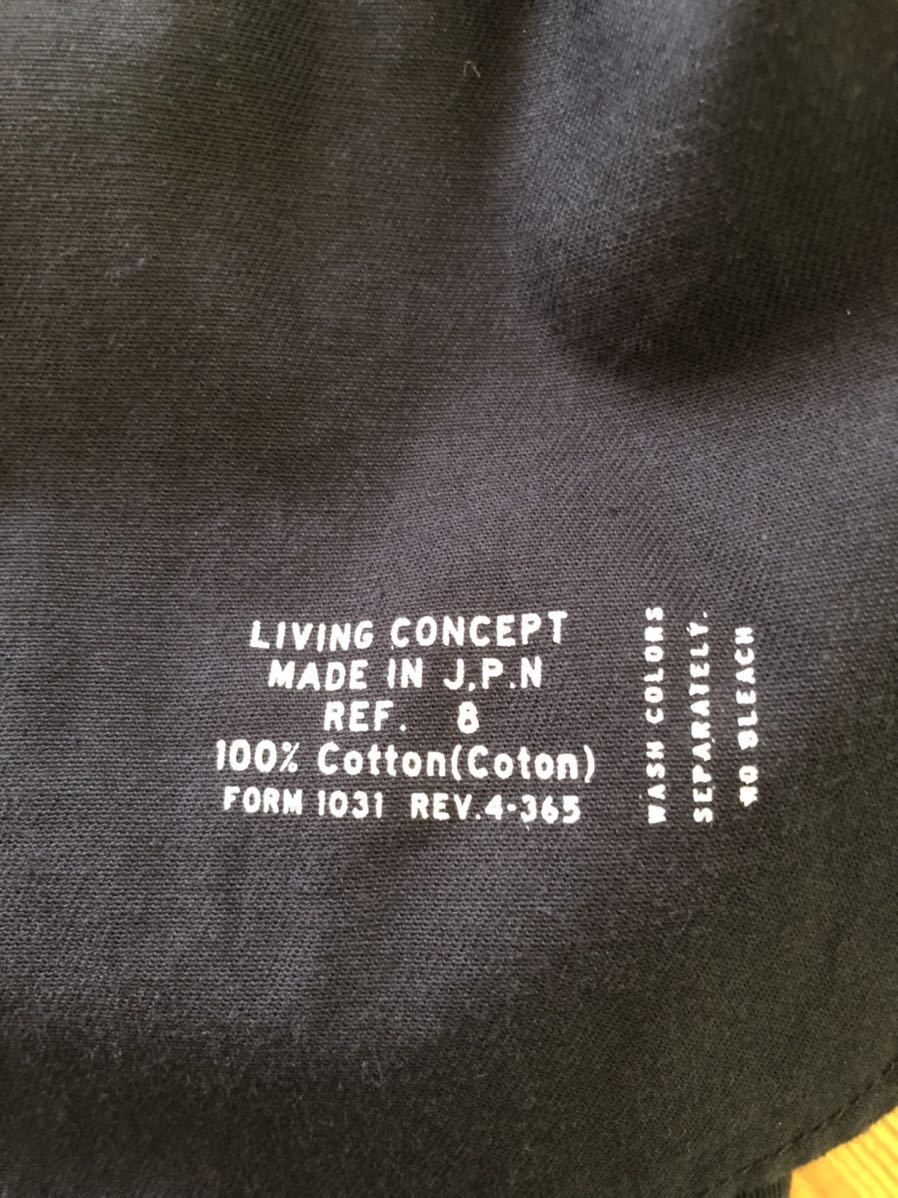 LIVING CONCEPT
MADE IN J.P.N
REF. 8
100% Cotton(Coton)
FORM 1031 REV.4-365
WASH COLORS
SEPARATELY.
NO BLEACH